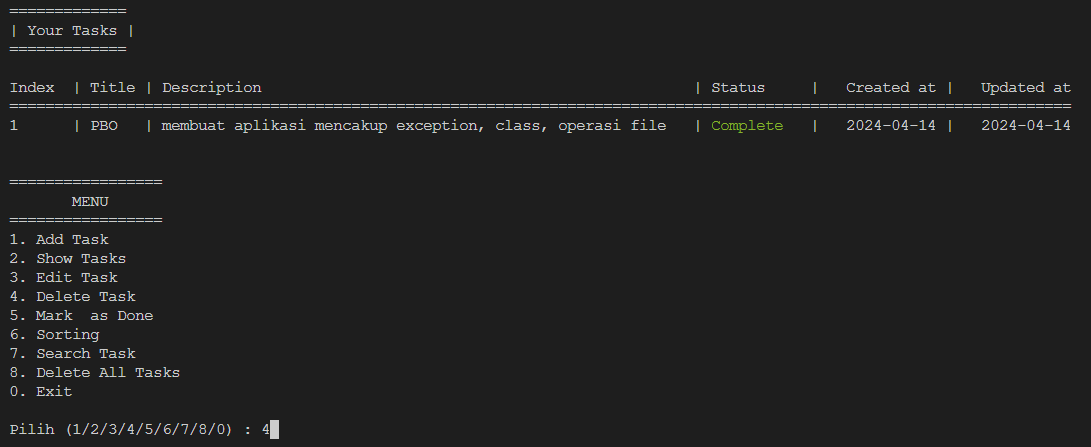 =============
| Your Tasks |
=============
Index  | Title | Description                                                | Status     |   Created at |   Updated at
======================================================================================================================
1      | PBO   | membuat aplikasi mencakup exception, class, operasi file   | Complete   |   2024-04-14 |   2024-04-14
=================
       MENU
=================
1. Add Task
2. Show Tasks
3. Edit Task
4. Delete Task
5. Mark  as Done
6. Sorting
7. Search Task
8. Delete All Tasks
0. Exit
Pilih (1/2/3/4/5/6/7/8/0) : 4